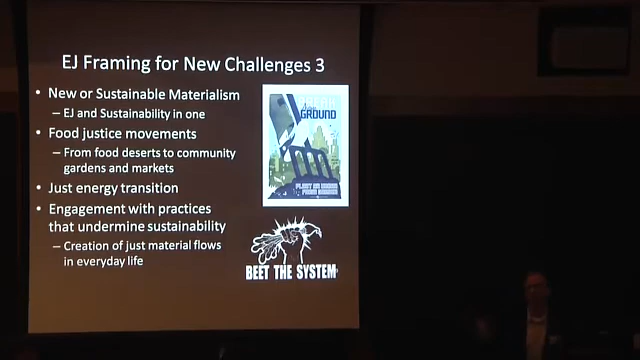 EJ Framing for New Challenges 3
• New or Sustainable Materialism
– EJ and Sustainability in one
• Food justice movements
– From food deserts to community
gardens and markets
• Just energy transition
• Engagement with practices
that undermine sustainability
– Creation of just material flows
in everyday life
GROUND
BEET THE SYSTEM